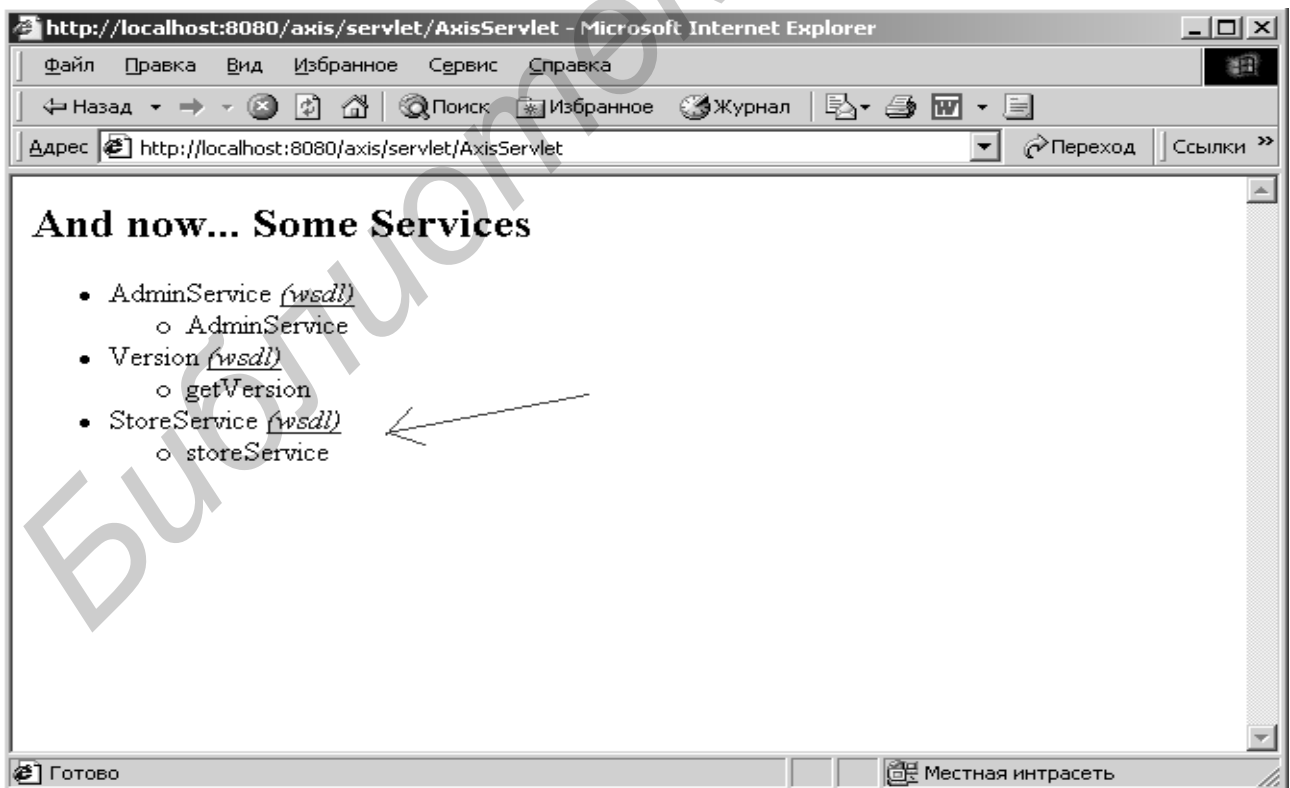 http://localhost:8080/axis/servlet/AxisServlet - Microsoft Internet Explorer
Файл Правка Вид Избранное Сервис Справка
Назад Поиск Избранное Журнал
Адрес http://localhost:8080/axis/servlet/AxisServlet Переход Ссылки »
And now... Some Services
• AdminService (wsdl)
o AdminService
• Version (wsdl)
o getVersion
• StoreService (wsdl)
o storeService
Готово Местная интрасеть